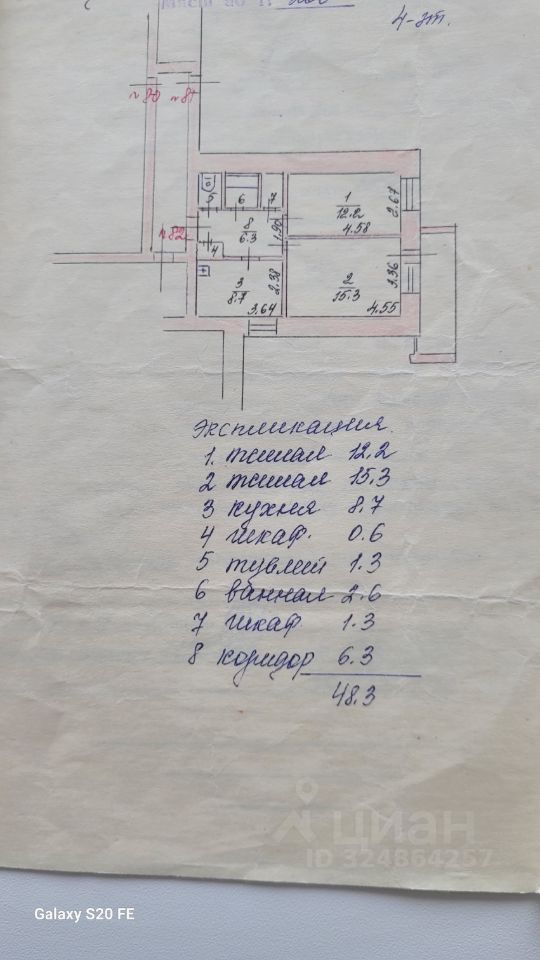 4-эт.
№80 №81
5 6 7
1
12.2
2.67
4.58
№82
8
6.3
1.90
4
3
8.7
2.38
3.64
2
15.3
3.36
4.55
Экспликация.
1. жилая 12.2
2 жилая 15.3
3 кухня 8.7
4 шкаф. 0.6
5 туалет 1.3
6 ванная 2.6
7 шкаф 1.3
8 коридор 6.3
48.3
циан
ID 324864257
Galaxy S20 FE